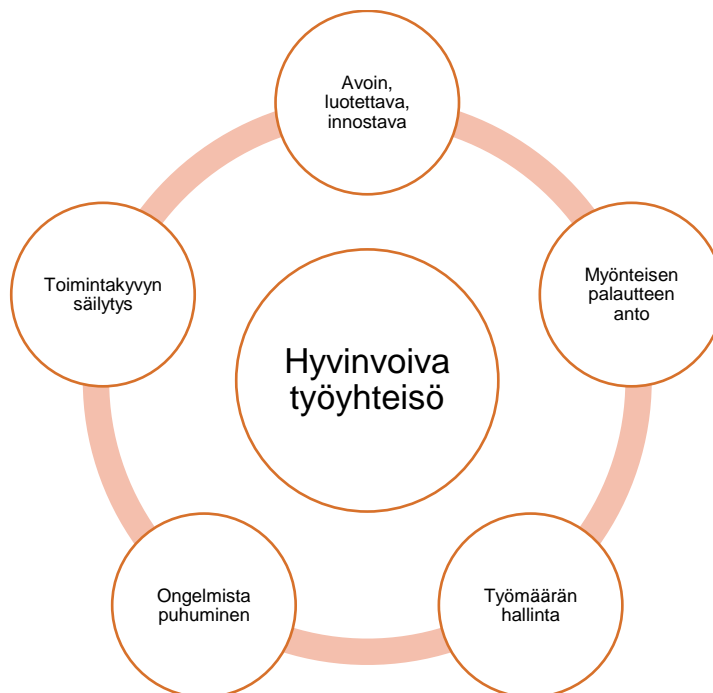 Avoin,
luotettava,
innostava
Myönteisen
palautteen
anto
Työmäärän
hallinta
Ongelmista
puhuminen
Toimintakyvyn
säilytys
Hyvinvoiva
työyhteisö